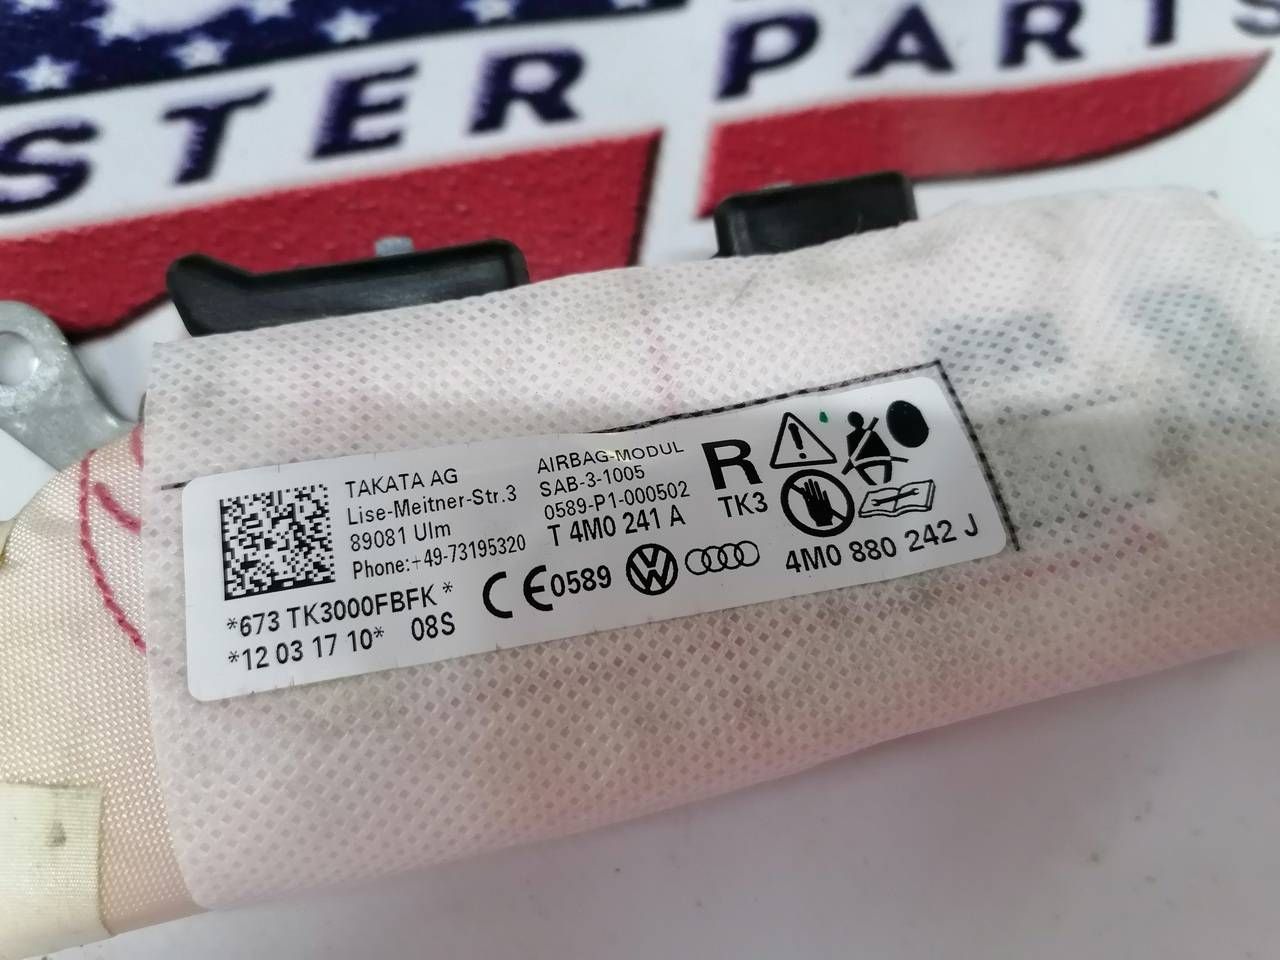 STER PARTS
TAKATA AG
Lise-Meitner-Str.3
89081 Ulm
Phone:+49-73195320
*673 TK3000FBFK*
*12 03 17 10* 08S
AIRBAG-MODUL
SAB-3-1005
0589-P1-000502
T 4M0 241 A
CE0589
R
TK3
4M0 880 242 J